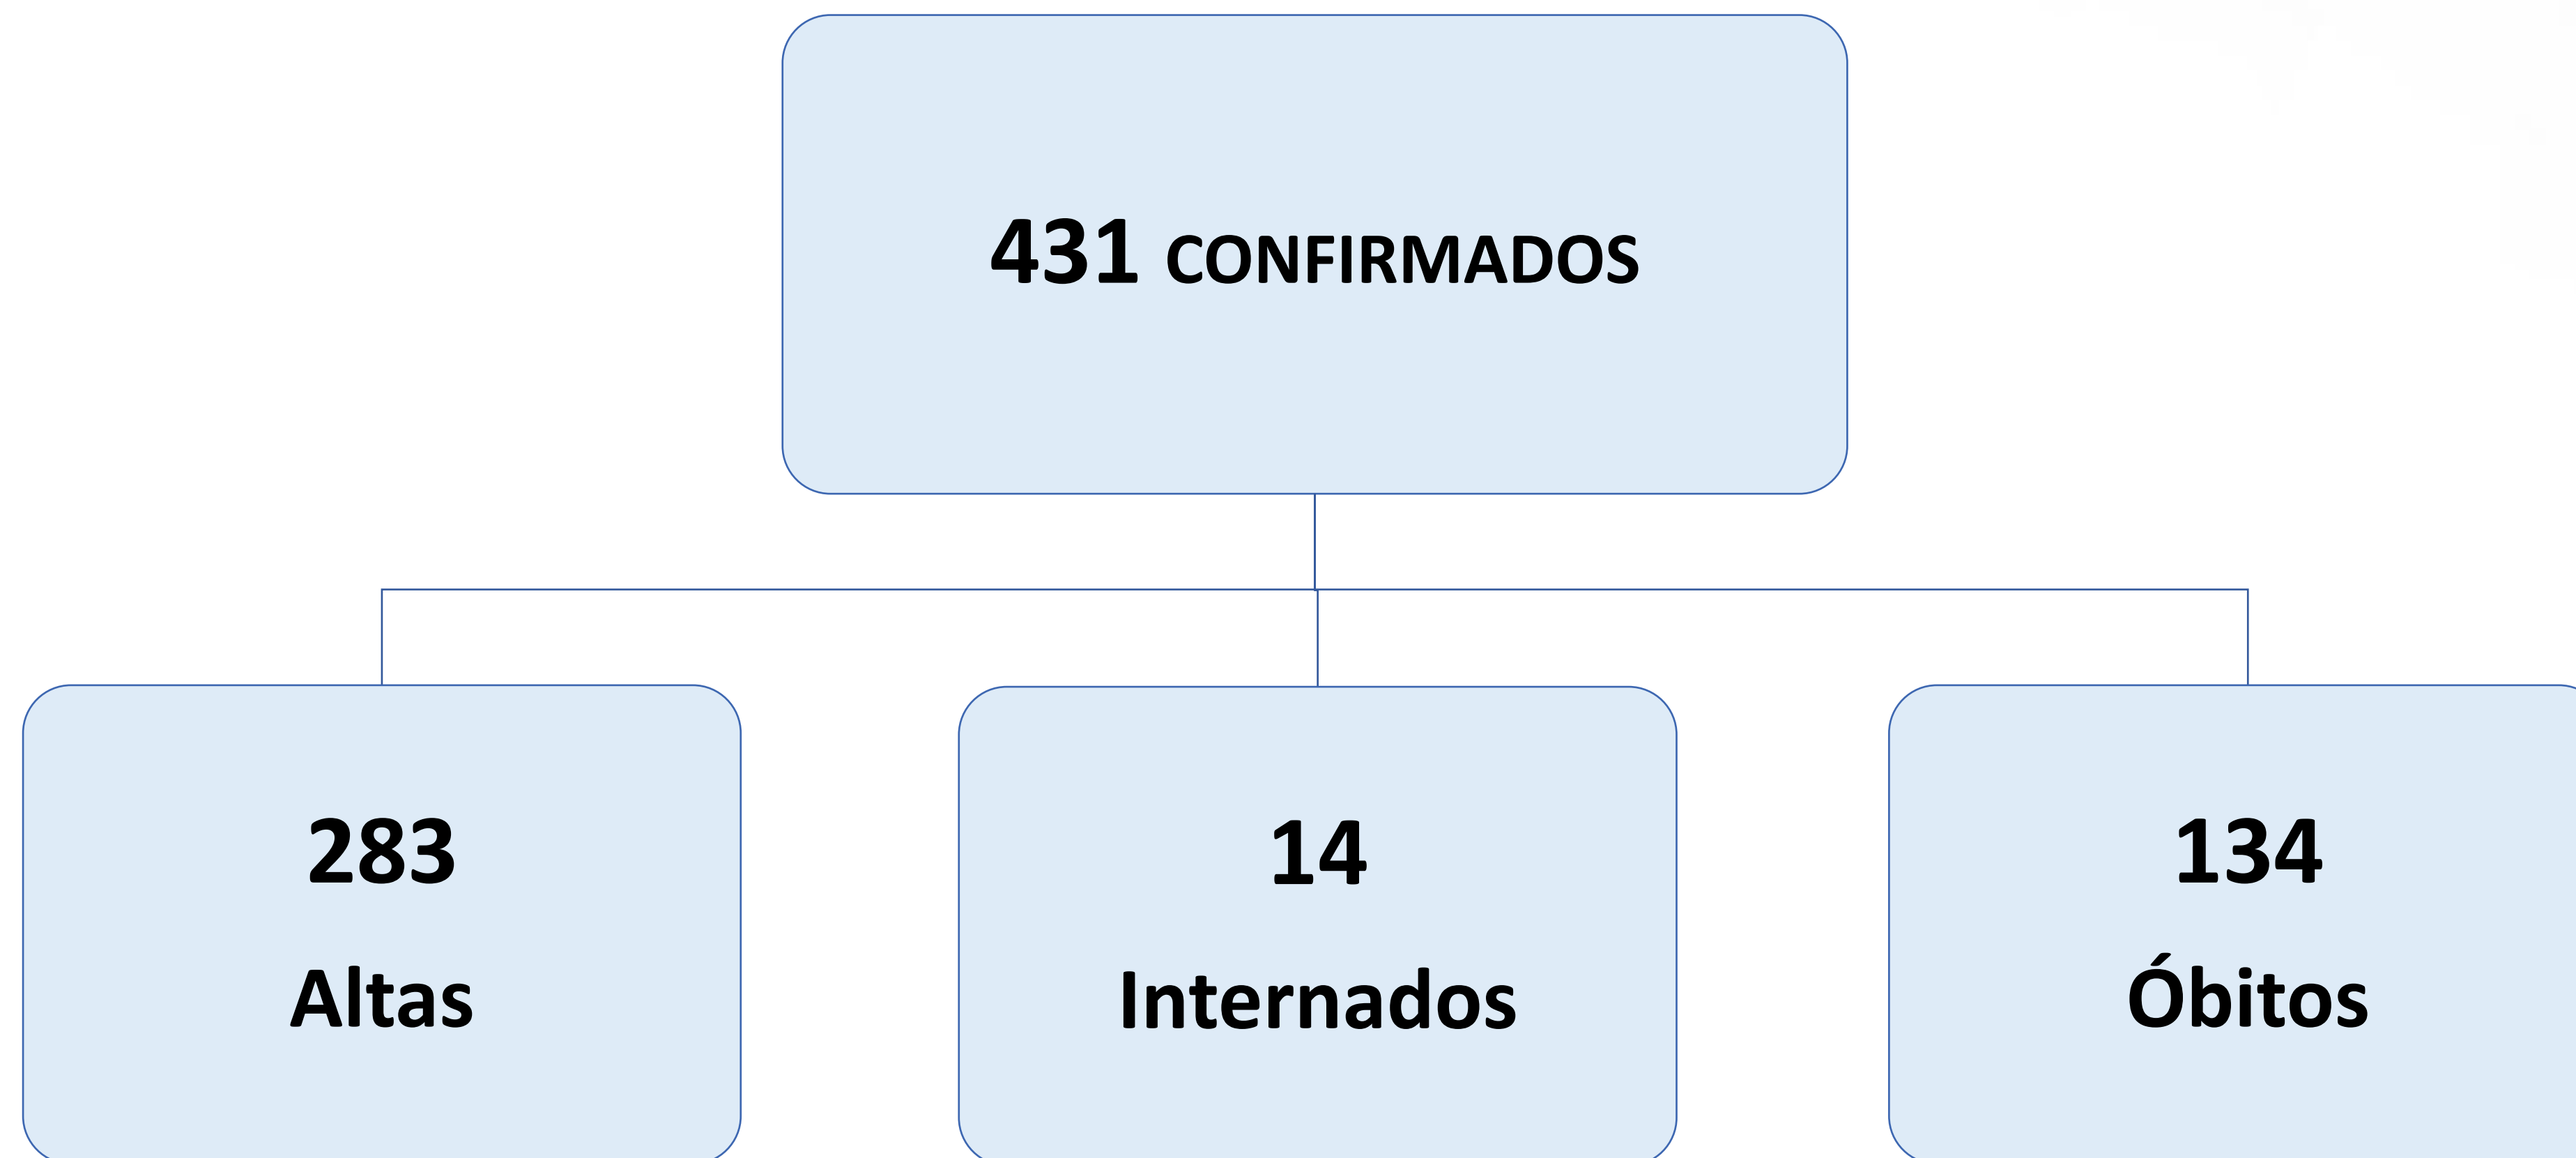 431 CONFIRMADOS
283
Altas
14
Internados
134
Óbitos